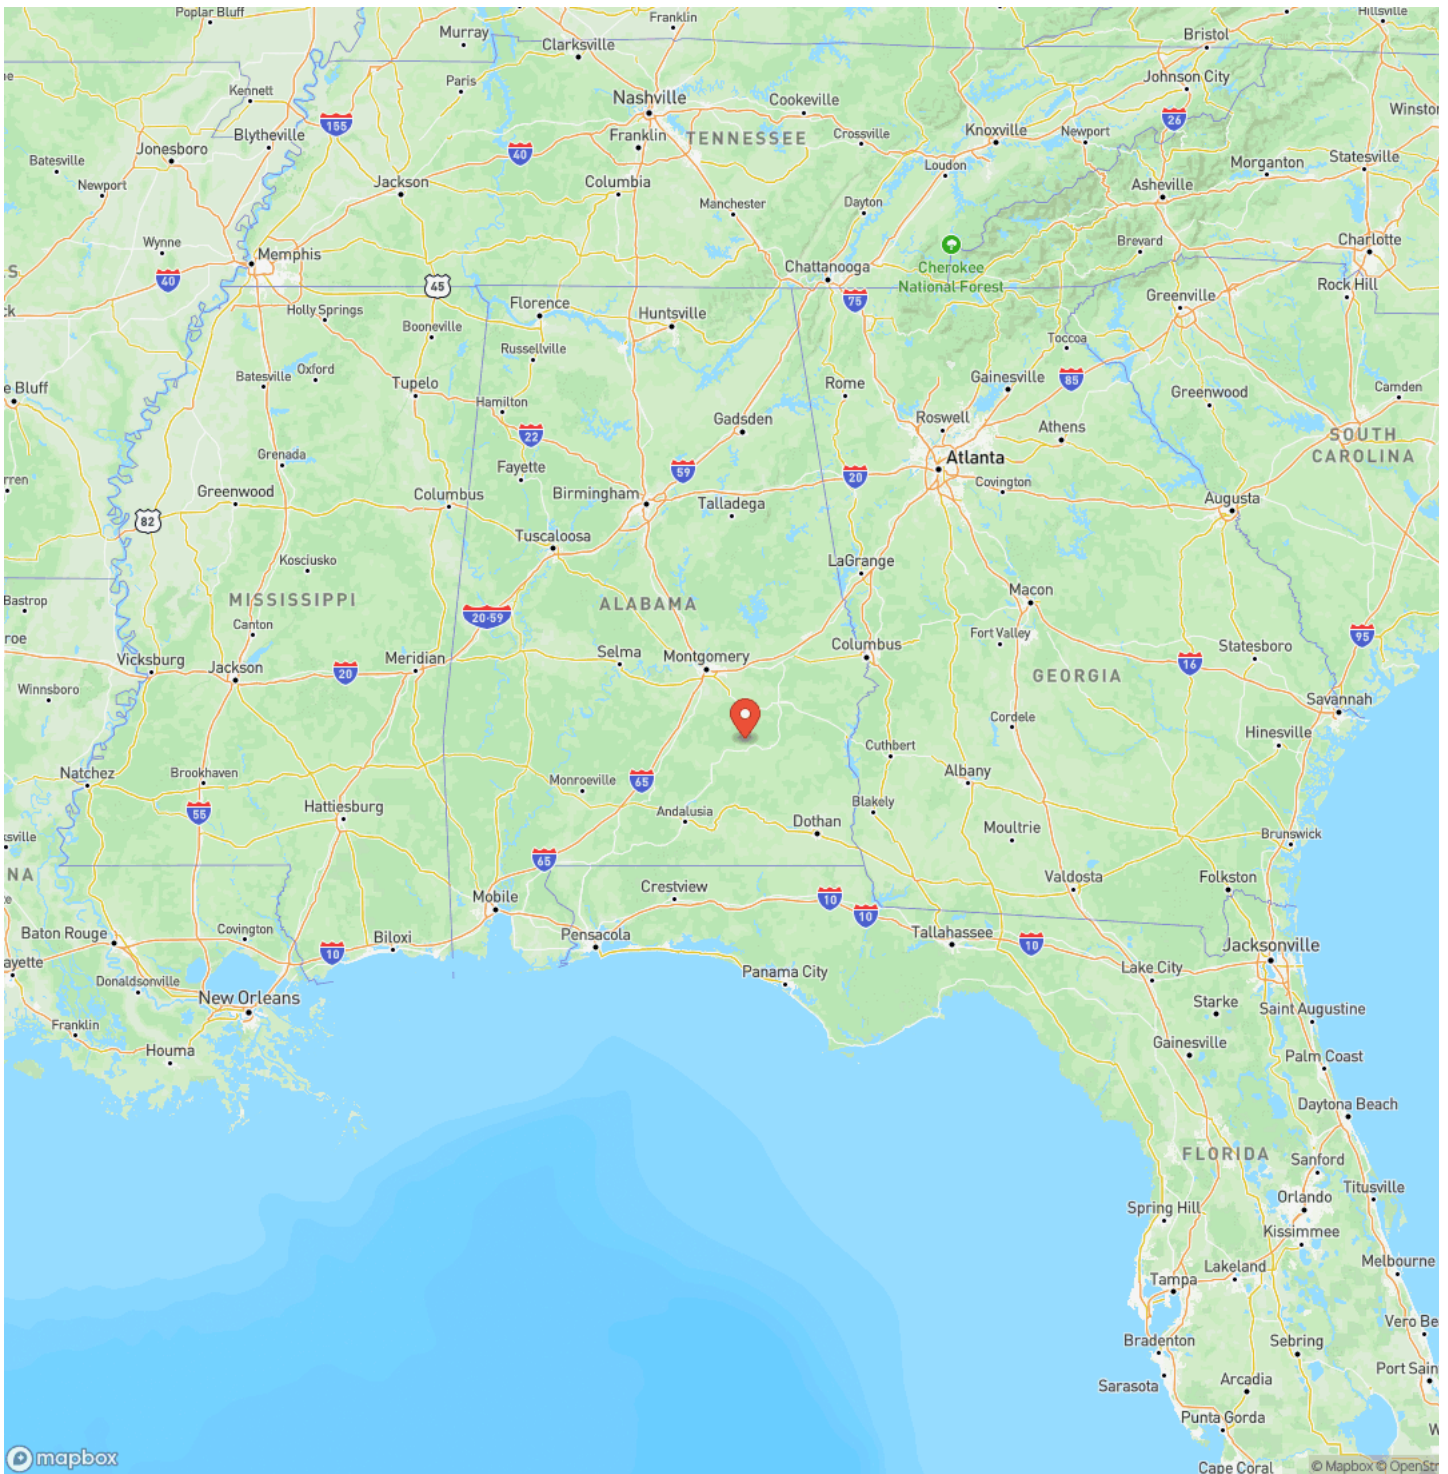 Poplar Bluff
Franklin
Hillsville
Murray
Clarksville
Bristol
Paris
Johnson City
Kennett
Nashville
Cookeville
Winston
155
Blytheville
Franklin
TENNESSEE
Crossville
Knoxville
Newport
26
Jonesboro
40
Batesville
Loudon
Morganton
Statesville
Newport
Jackson
Columbia
Asheville
Manchester
Dayton
Wynne
Memphis
Brevard
Charlotte
S
40
45
Chattanooga
Cherokee
National Forest
Rock Hill
ck
Holly Springs
Florence
Huntsville
75
Greenville
Booneville
Toccoa
Russellville
Oxford
Batesville
Tupelo
Rome
Gainesville
85
e Bluff
Greenwood
Camden
Hamilton
Gadsden
Roswell
Athens
22
SOUTH
CAROLINA
Grenada
Fayette
59
20
Atlanta
rren
Greenwood
Columbus
Birmingham
Talladega
Covington
Augusta
82
Tuscaloosa
Kosciusko
LaGrange
Macon
Bastrop
MISSISSIPPI
20-59
ALABAMA
Canton
Fort Valley
95
roe
Vicksburg
Jackson
20
Meridian
Selma
Montgomery
Columbus
16
Statesboro
GEORGIA
Winnsboro
Savannah
Cordele
Hinesville
Cuthbert
Natchez
Brookhaven
Monroeville
65
Albany
55
Hattiesburg
Andalusia
Blakely
Dothan
Moultrie
Brunswick
ksville
65
NA
Valdosta
Folkston
Crestview
Mobile
10
10
Baton Rouge
Covington
Biloxi
Pensacola
Tallahassee
10
Jacksonville
10
ayette
Panama City
Lake City
Donaldsonville
New Orleans
Starke
Saint Augustine
Franklin
Houma
Gainesville
Palm Coast
Daytona Beach
FLORIDA
Sanford
Titusville
Orlando
Spring Hill
Kissimmee
Melbourne
Lakeland
Tampa
Vero Be
Bradenton
Sebring
Port Sain
Sarasota
Arcadia
Punta Gorda
W
mapbox
Cape Coral
© Mapbox © OpenStr